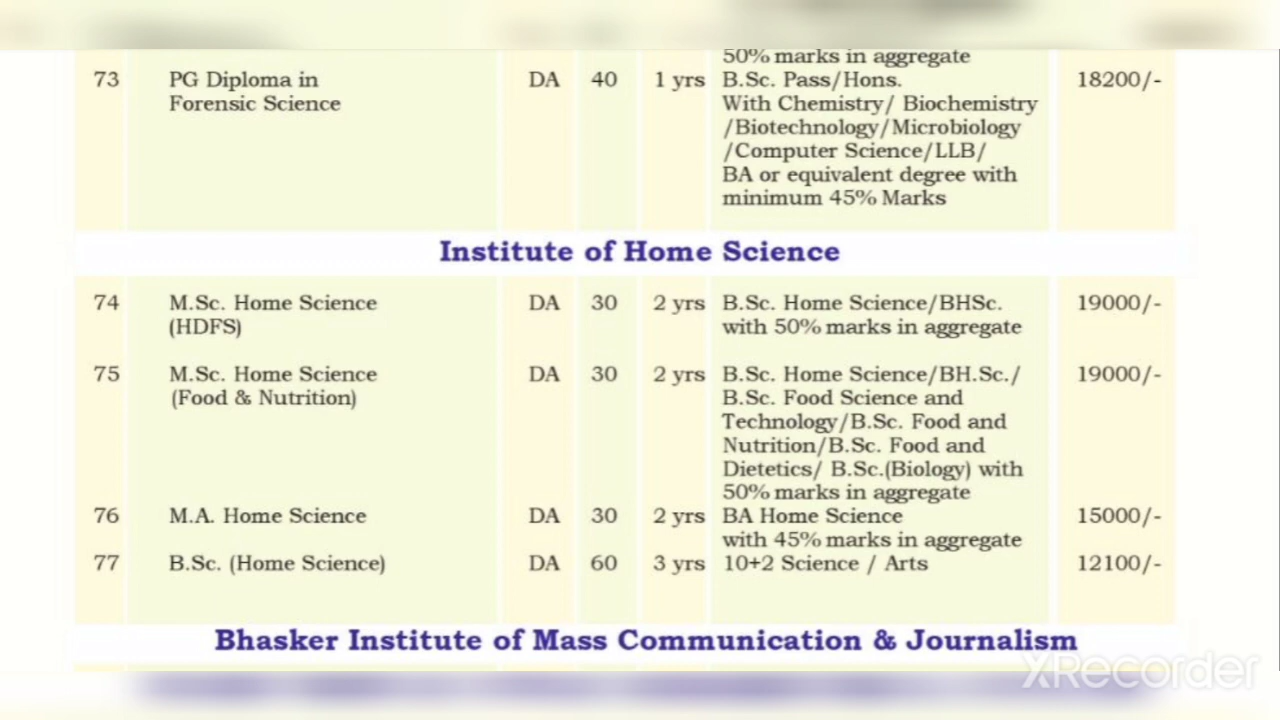 50% marks in aggregate
73 PG Diploma in DA 40 1 yrs B.Sc. Pass/Hons. 18200/-
Forensic Science With Chemistry/ Biochemistry
/Biotechnology/Microbiology
/Computer Science/LLB/
BA or equivalent degree with
minimum 45% Marks
Institute of Home Science
74 M.Sc. Home Science DA 30 2 yrs B.Sc. Home Science/BHSc. 19000/-
(HDFS) with 50% marks in aggregate
75 M.Sc. Home Science DA 30 2 yrs B.Sc. Home Science/BH.Sc./ 19000/-
(Food & Nutrition) B.Sc. Food Science and
Technology/B.Sc. Food and
Nutrition/B.Sc. Food and
Dietetics/ B.Sc.(Biology) with
50% marks in aggregate
76 M.A. Home Science DA 30 2 yrs BA Home Science 15000/-
with 45% marks in aggregate
77 B.Sc. (Home Science) DA 60 3 yrs 10+2 Science / Arts 12100/-
Bhasker Institute of Mass Communication & Journalism
XRecorder